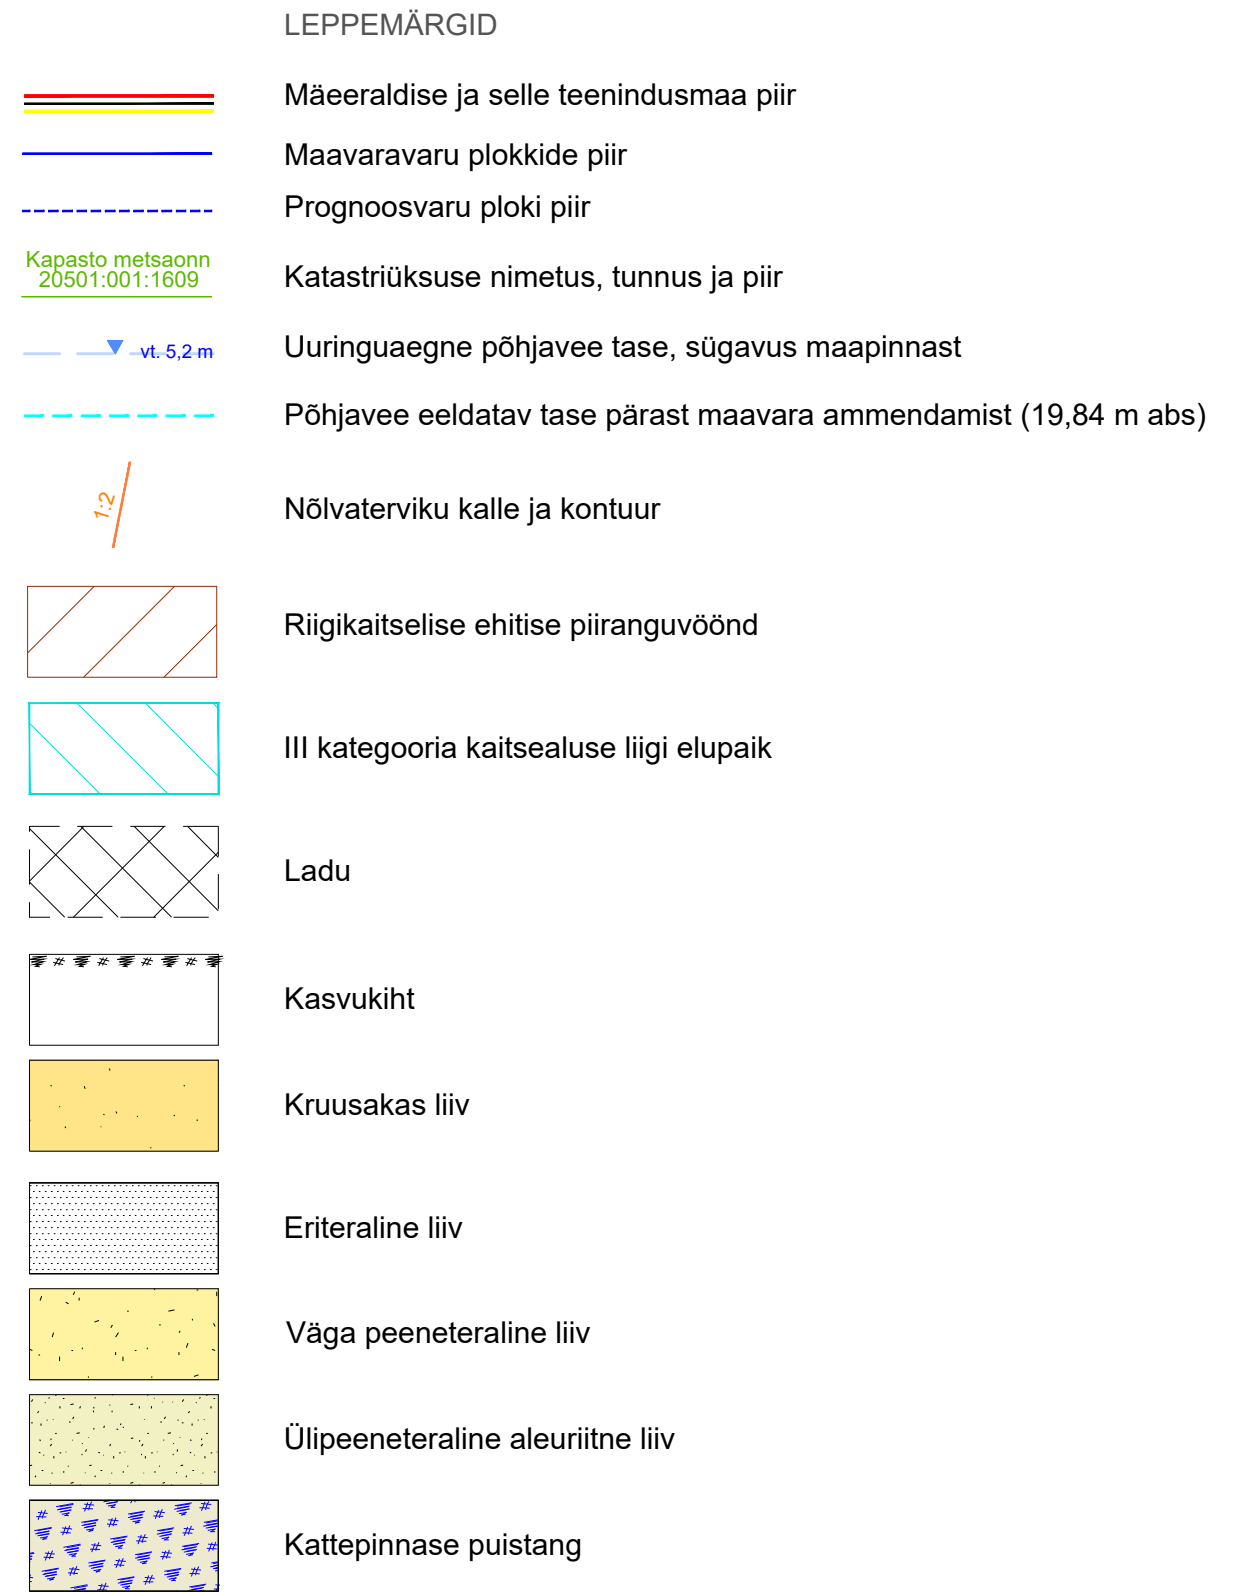 LEPPEMÄRGID
Mäeeraldise ja selle teenindusmaa piir
Maavaravaru plokkide piir
Prognoosvaru ploki piir
Kapasto metsaonn
20501:001:1609
Katastriüksuse nimetus, tunnus ja piir
vt. 5,2 m
Uuringuaegne põhjavee tase, sügavus maapinnast
Põhjavee eeldatav tase pärast maavara ammendamist (19,84 m abs)
1:2
Nõlvaterviku kalle ja kontuur
Riigikaitselise ehitise piiranguvöönd
III kategooria kaitsealuse liigi elupaik
Ladu
Kasvukiht
Kruusakas liiv
Eriteraline liiv
Väga peeneteraline liiv
Ülipeeneteraline aleuriitne liiv
Kattepinnase puistang